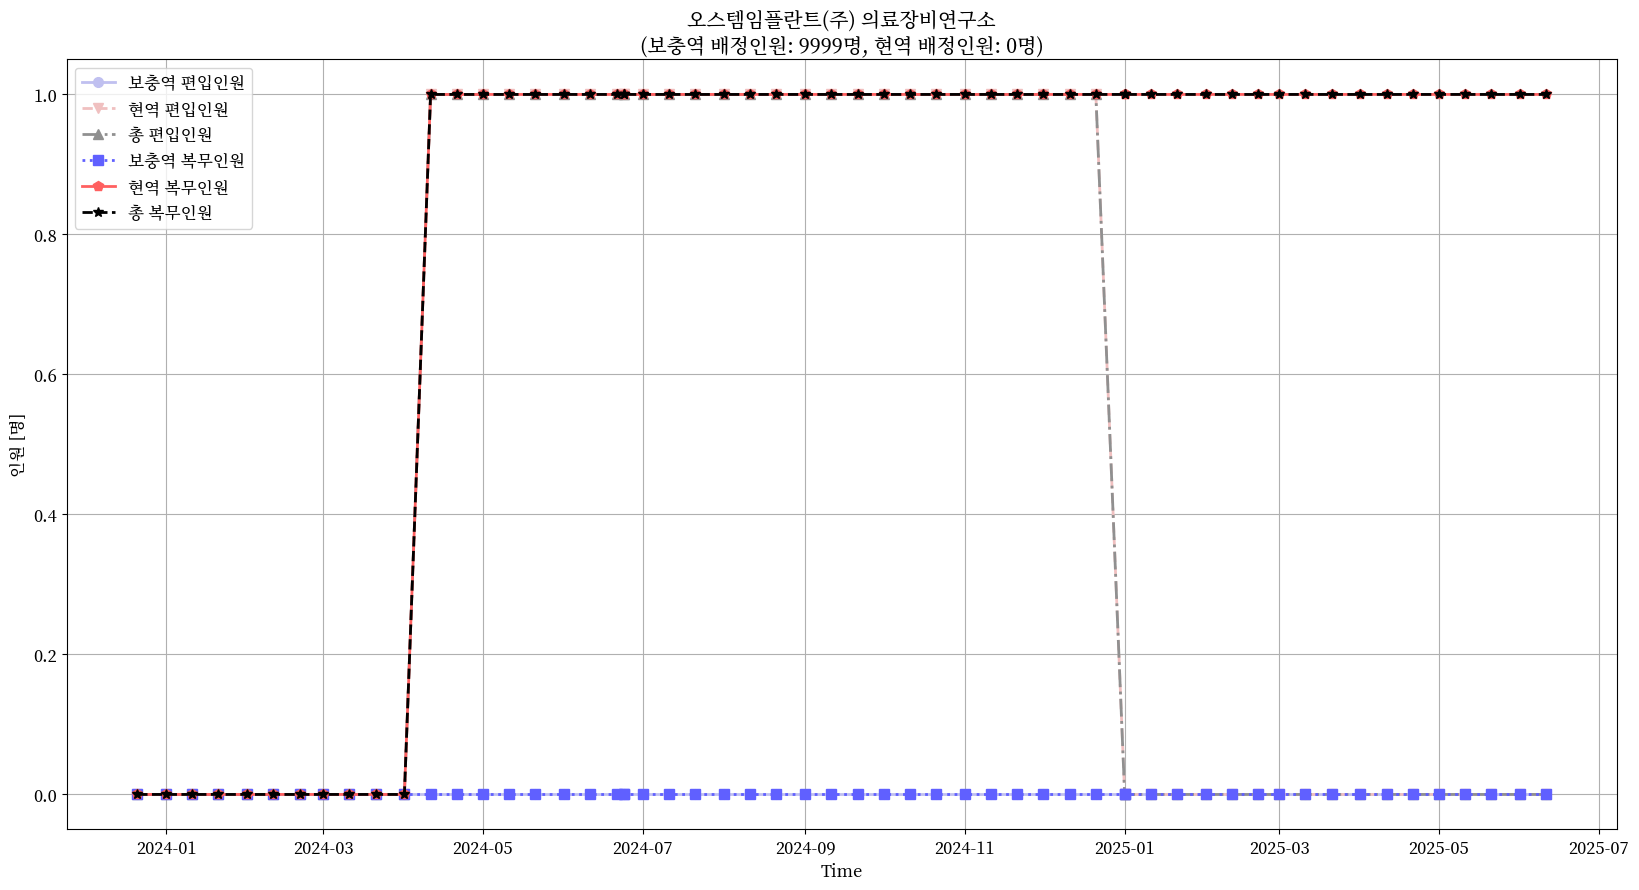 오스템임플란트(주) 의료장비연구소
(보충역 배정인원: 9999명, 현역 배정인원: 0명)
보충역 편입인원
현역 편입인원
총 편입인원
보충역 복무인원
현역 복무인원
총 복무인원
인원 [명]
1.0
0.8
0.6
0.4
0.2
0.0
2024-01
2024-03
2024-05
2024-07
2024-09
2024-11
2025-01
2025-03
2025-05
2025-07
Time